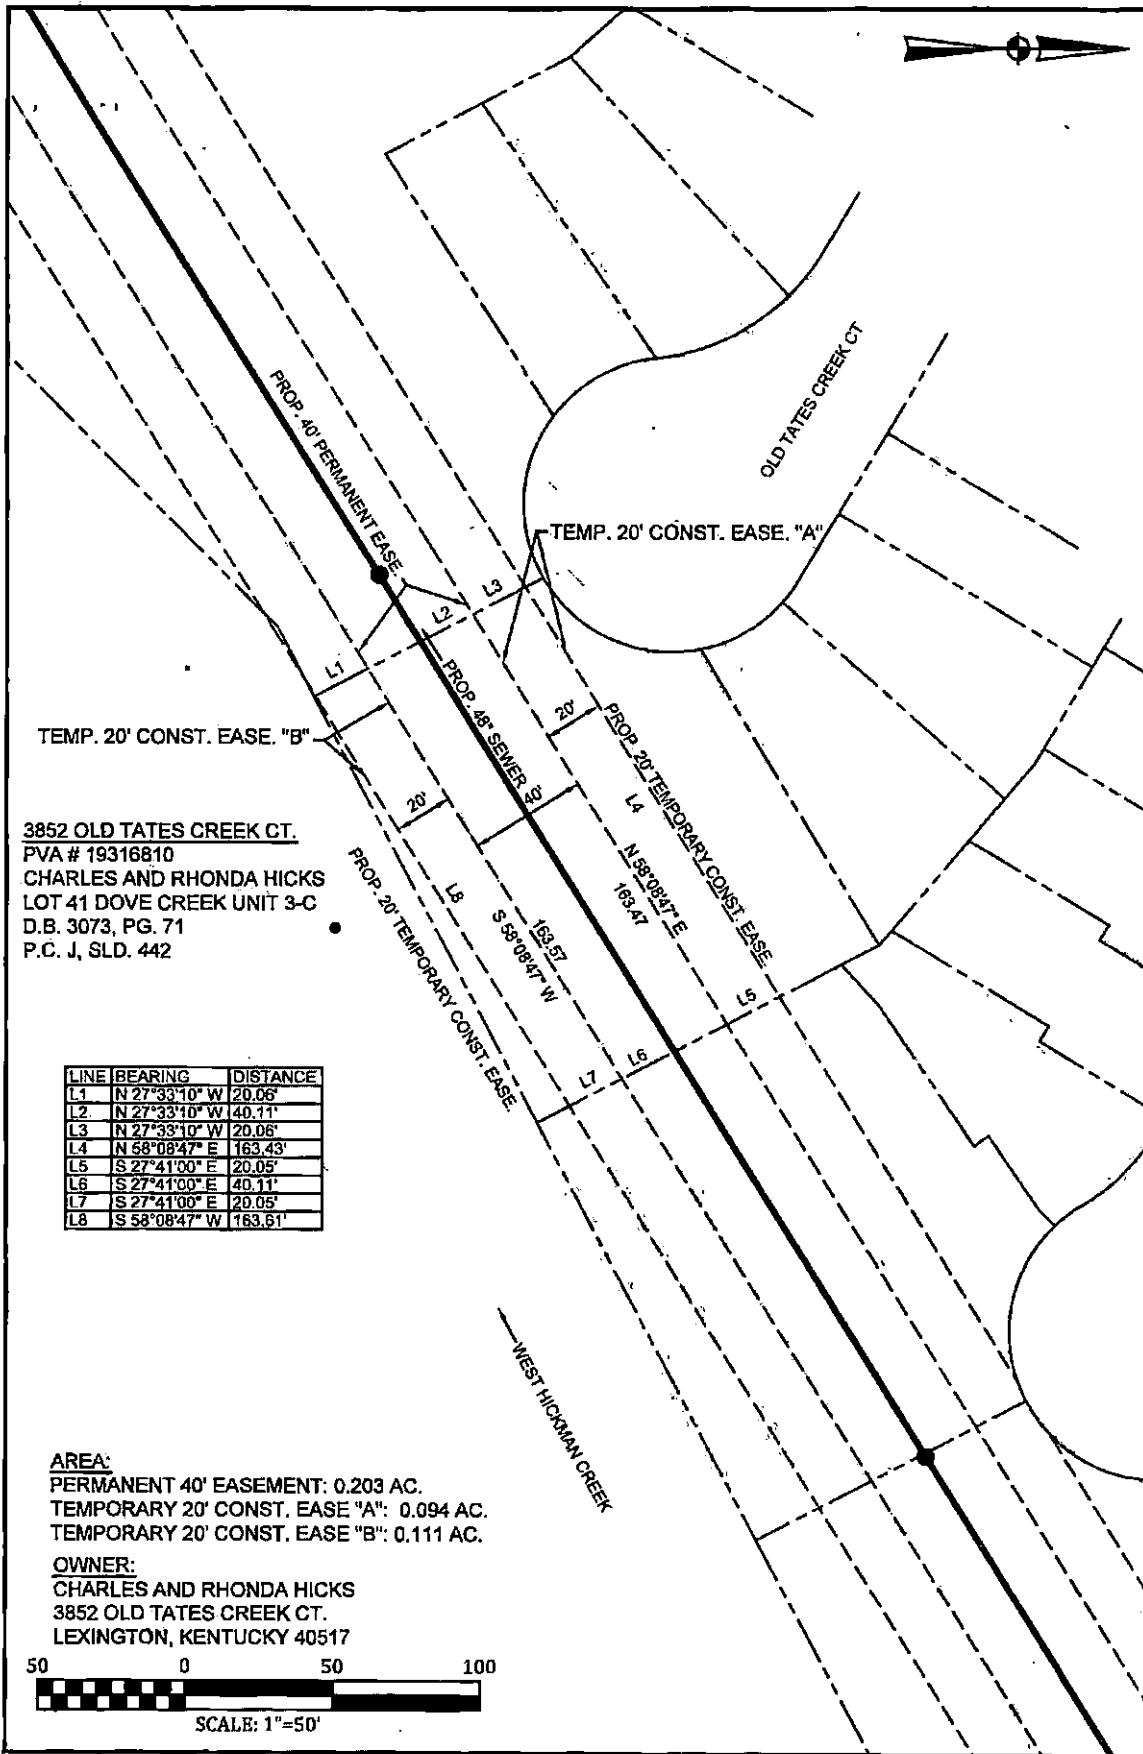 OLD TATES CREEK CT
PROP. 40' PERMANENT EASE.
TEMP. 20' CONST. EASE. "A"
L3
L2
L1
PROP. 48" SEWER
TEMP. 20' CONST. EASE. "B"
20'
PROP. 20' TEMPORARY CONST. EASE.
40'
L4
N 58°08'47" E
163.47
20'
3852 OLD TATES CREEK CT.
PVA # 19316810
CHARLES AND RHONDA HICKS
LOT 41 DOVE CREEK UNIT 3-C
D.B. 3073, PG. 71
P.C. J, SLD. 442
PROP. 20' TEMPORARY CONST. EASE.
L8
163.57
S 58°08'47" W
L5
L6
L7
LINE BEARING DISTANCE
L1 N 27°33'10" W 20.06'
L2 N 27°33'10" W 40.11'
L3 N 27°33'10" W 20.06'
L4 N 58°08'47" E 163.43'
L5 S 27°41'00" E 20.05'
L6 S 27°41'00" E 40.11'
L7 S 27°41'00" E 20.05'
L8 S 58°08'47" W 163.61'
WEST HICKMAN CREEK
AREA:
PERMANENT 40' EASEMENT: 0.203 AC.
TEMPORARY 20' CONST. EASE "A": 0.094 AC.
TEMPORARY 20' CONST. EASE "B": 0.111 AC.
OWNER:
CHARLES AND RHONDA HICKS
3852 OLD TATES CREEK CT.
LEXINGTON, KENTUCKY 40517
50 0 50 100
SCALE: 1"=50'